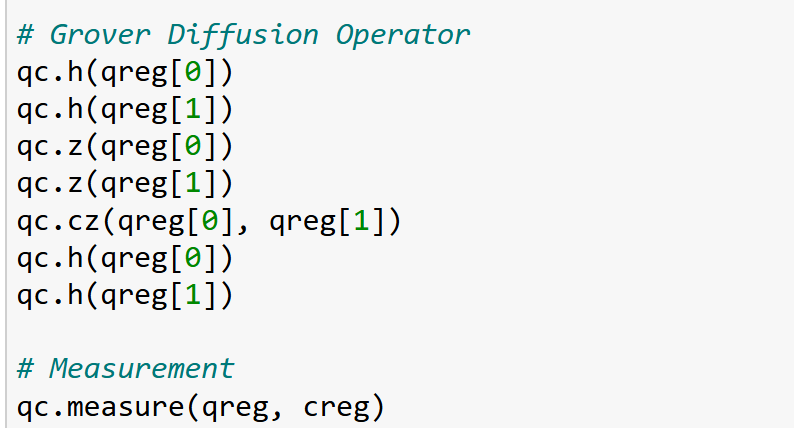 # Grover Diffusion Operator
qc.h(qreg[0])
qc.h(qreg[1])
qc.z(qreg[0])
qc.z(qreg[1])
qc.cz(qreg[0], qreg[1])
qc.h(qreg[0])
qc.h(qreg[1])
# Measurement
qc.measure(qreg, creg)